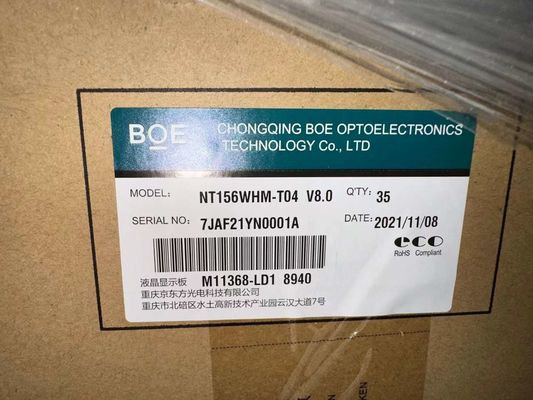 BOE
CHONGQING BOE OPTOELECTRONICS
TECHNOLOGY Co., LTD
MODEL: NT156WHM-T04 V8.0 Q'TY: 35
SERIAL NO: 7JAF21YN0001A DATE: 2021/11/08
eco
RoHS Compliant
液晶显示板 M11368-LD1 8940
重庆京东方光电科技有限公司
重庆市北碚区水土高新技术产业园云汉大道7号